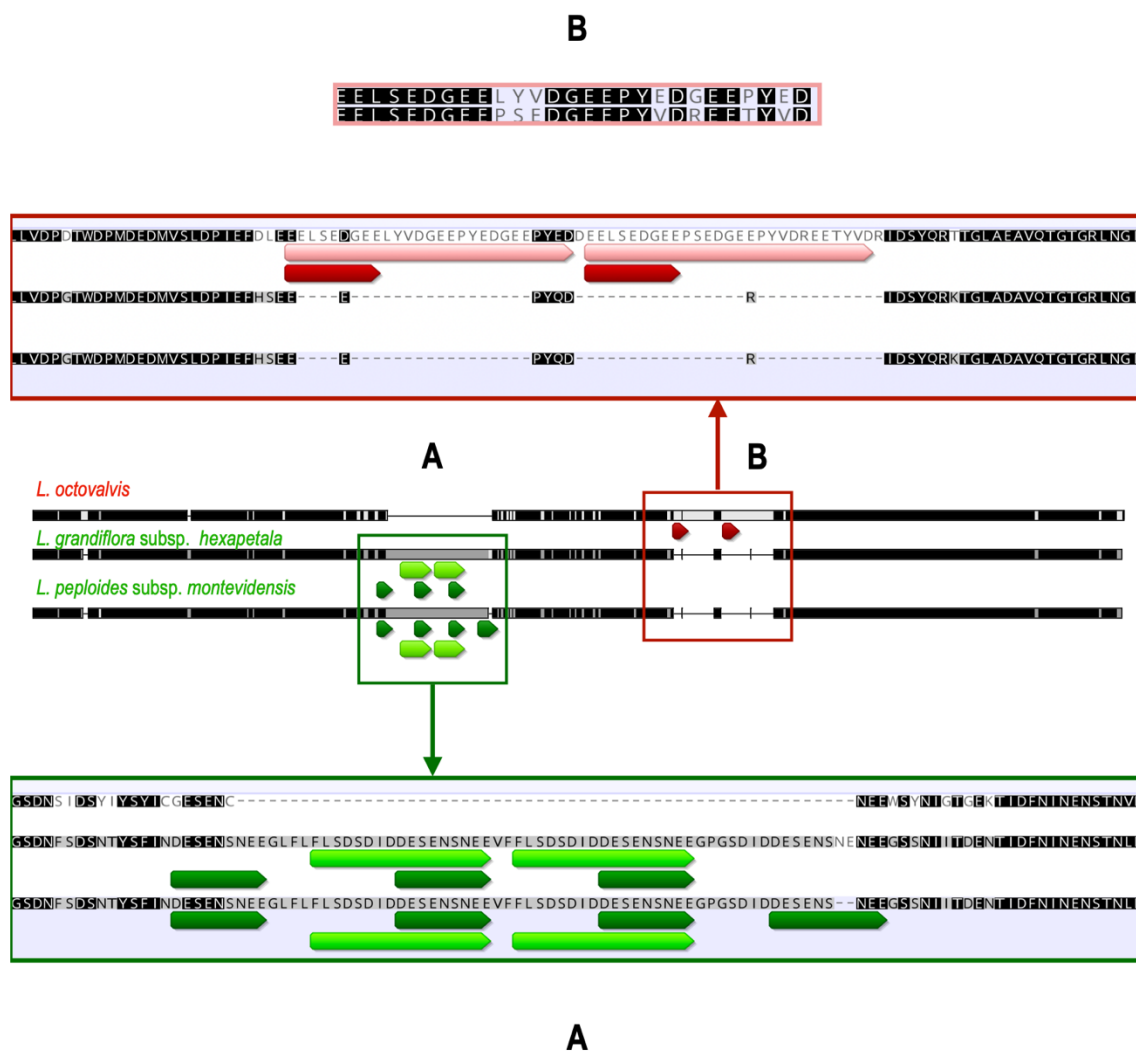 B
EELSEDGEELYVDGEEPYEDGEEPYED
EELSEDGEEPSEDGEEPYVDREETYVD
LLVDPDTWDPMDEDMVSLDPIEFDLEEELSEDGEELYVDGEEPYEDGEEPYEDDEELSEDGEEPSEDGEEPYVDREETYVDRIDSYQRTTGLAEAVQTGTGRLNGI
LLVDPGTWDPMDEDMVSLDPIEFHSEE----E-----------------PYQD----------------R------------IDSYQRKTGLADAVQTGTGRLNGI
LLVDPGTWDPMDEDMVSLDPIEFHSEE----E-----------------PYQD----------------R------------IDSYQRKTGLADAVQTGTGRLNGI
A B
L. octovalvis
L. grandiflora subsp. hexapetala
L. peploides subsp. montevidensis
GSDNSIDSYIYSYICGESENC----------------------------------------------------------NEEWSYNIGTGEKTIDFNINENSTNV
GSDNFSDSNTYSFINDESENSNEEGLFLFLSDSDIDDESENSNEEVFFLSDSDIDDESENSNEEGPGSDIDDESENSNENEEGSSNIITDENTIDFNINENSTNL
GSDNFSDSNTYSFINDESENSNEEGLFLFLSDSDIDDESENSNEEVFFLSDSDIDDESENSNEEGPGSDIDDESENS--NEEGSSNIITDENTIDFNINENSTNL
A